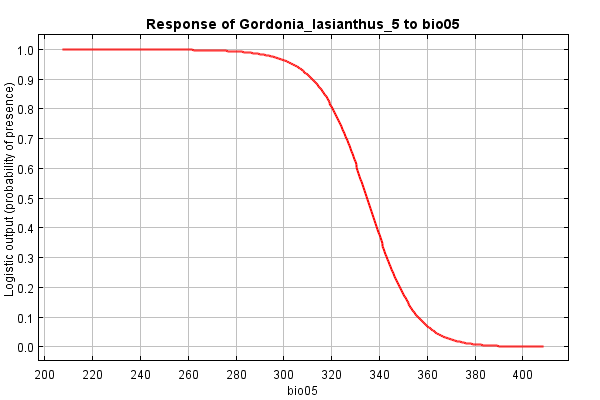 Response of Gordonia_lasianthus_5 to bio05
Logistic output (probability of presence)
1.0
0.9
0.8
0.7
0.6
0.5
0.4
0.3
0.2
0.1
0.0
200 220 240 260 280 300 320 340 360 380 400
bio05